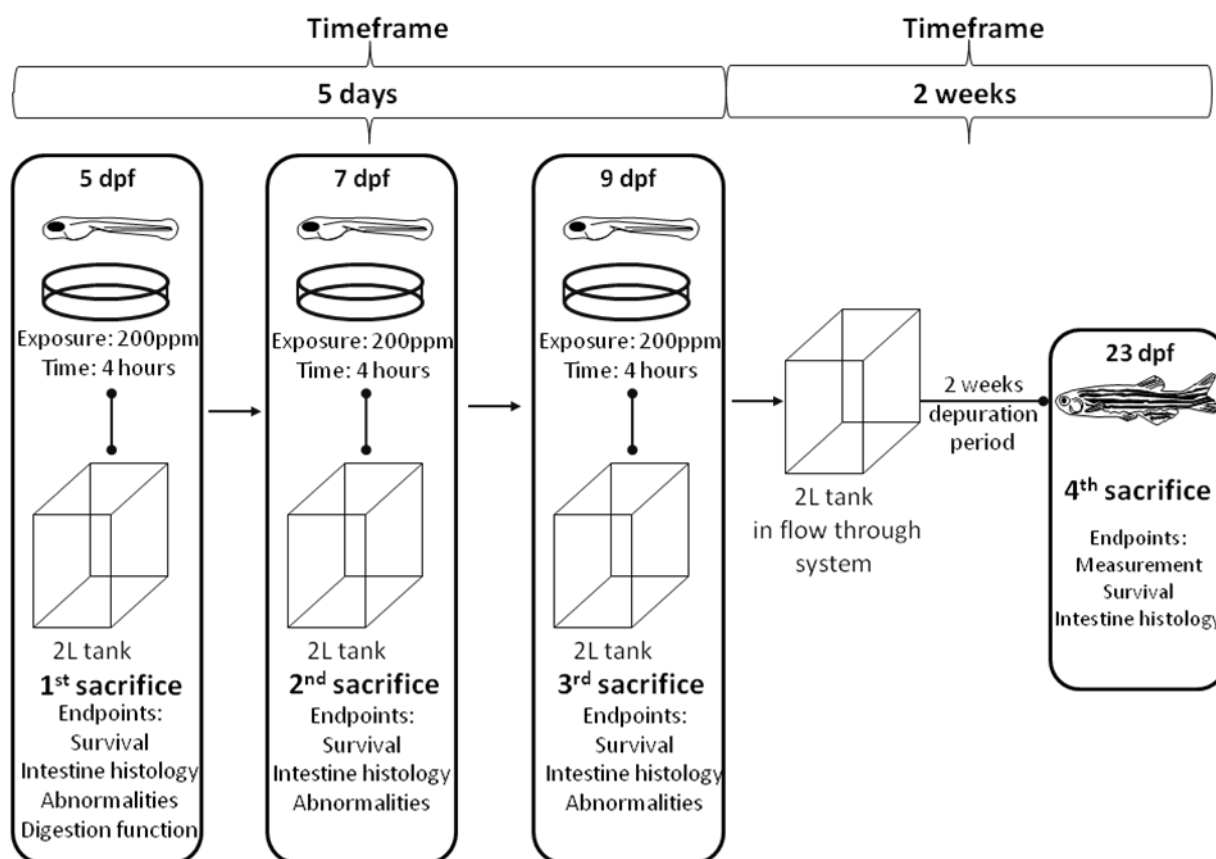 Timeframe
5 days
Timeframe
2 weeks
5 dpf
Exposure: 200ppm
Time: 4 hours
2L tank
1st sacrifice
Endpoints:
Survival
Intestine histology
Abnormalities
Digestion function
7 dpf
Exposure: 200ppm
Time: 4 hours
2L tank
2nd sacrifice
Endpoints:
Survival
Intestine histology
Abnormalities
9 dpf
Exposure: 200ppm
Time: 4 hours
2L tank
3rd sacrifice
Endpoints:
Survival
Intestine histology
Abnormalities
2L tank
in flow through
system
2 weeks
depuration
period
23 dpf
4th sacrifice
Endpoints:
Measurement
Survival
Intestine histology